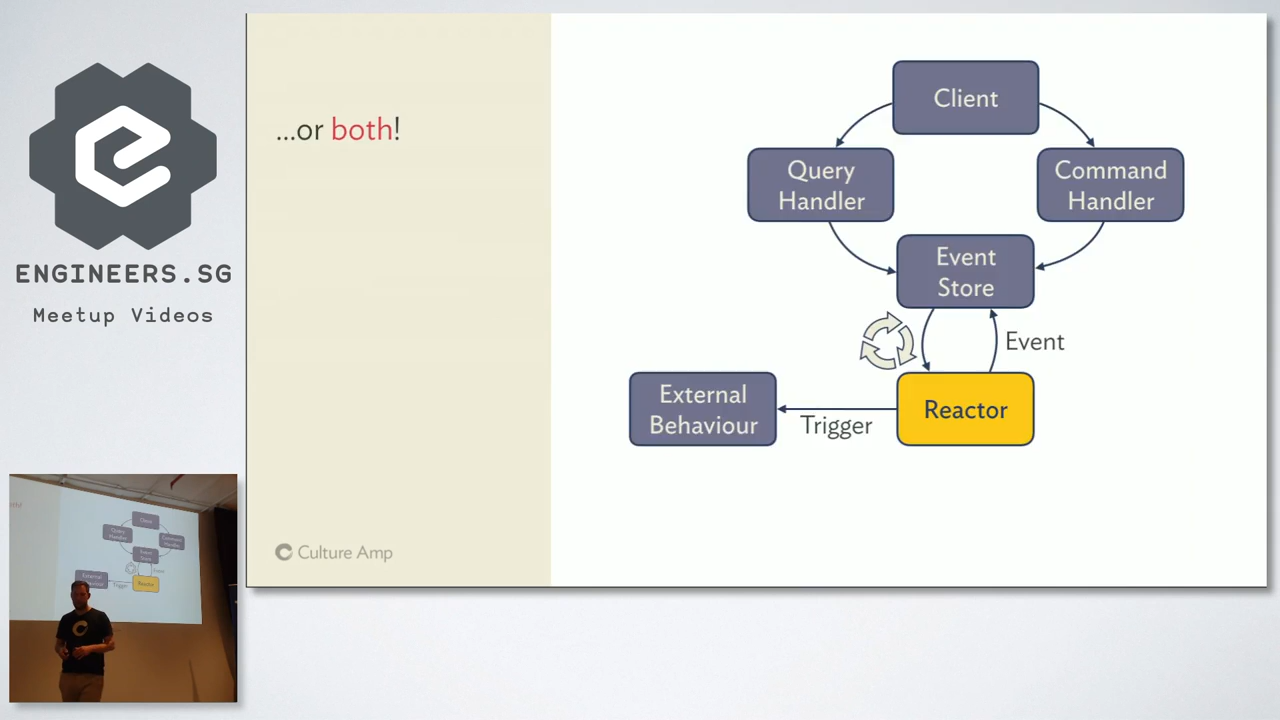 ENGINEERS.SG
Meetup Videos
...or both!
Culture Amp
Client
Query
Handler
Command
Handler
Event
Store
Event
External
Behaviour
Trigger
Reactor